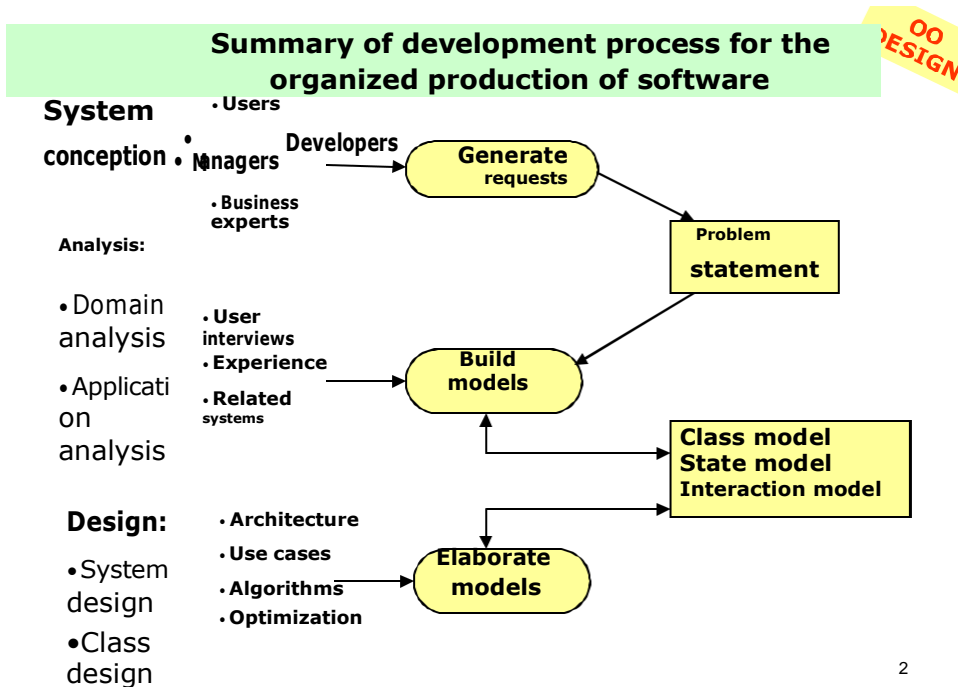 Summary of development process for the
organized production of software
OO
DESIGN
System
conception
• Users
•
• Managers
Developers
• Business
experts
Generate
requests
Problem
statement
Analysis:
• Domain
analysis
• Applicati
on
analysis
• User
interviews
• Experience
• Related
systems
Build
models
Class model
State model
Interaction model
Design:
• System
design
• Class
design
• Architecture
• Use cases
• Algorithms
• Optimization
Elaborate
models
2